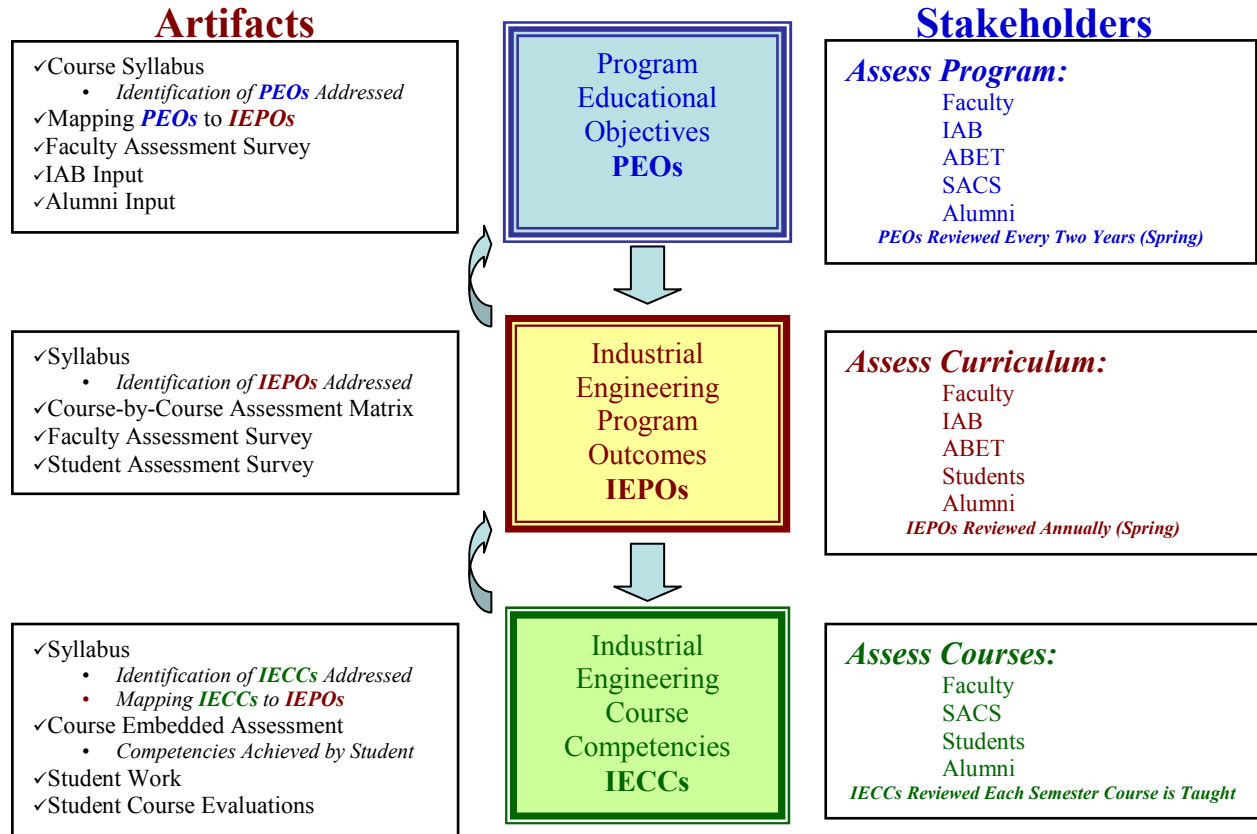 Artifacts
✓Course Syllabus
• Identification of PEOs Addressed
✓Mapping PEOs to IEPOs
✓Faculty Assessment Survey
✓IAB Input
✓Alumni Input
Program
Educational
Objectives
PEOs
Stakeholders
Assess Program:
Faculty
IAB
ABET
SACS
Alumni
PEOs Reviewed Every Two Years (Spring)
✓Syllabus
• Identification of IEPOs Addressed
✓Course-by-Course Assessment Matrix
✓Faculty Assessment Survey
✓Student Assessment Survey
Industrial
Engineering
Program
Outcomes
IEPOs
Assess Curriculum:
Faculty
IAB
ABET
Students
Alumni
IEPOs Reviewed Annually (Spring)
✓Syllabus
• Identification of IECCs Addressed
• Mapping IECCs to IEPOs
✓Course Embedded Assessment
• Competencies Achieved by Student
✓Student Work
✓Student Course Evaluations
Industrial
Engineering
Course
Competencies
IECCs
Assess Courses:
Faculty
SACS
Students
Alumni
IECCs Reviewed Each Semester Course is Taught